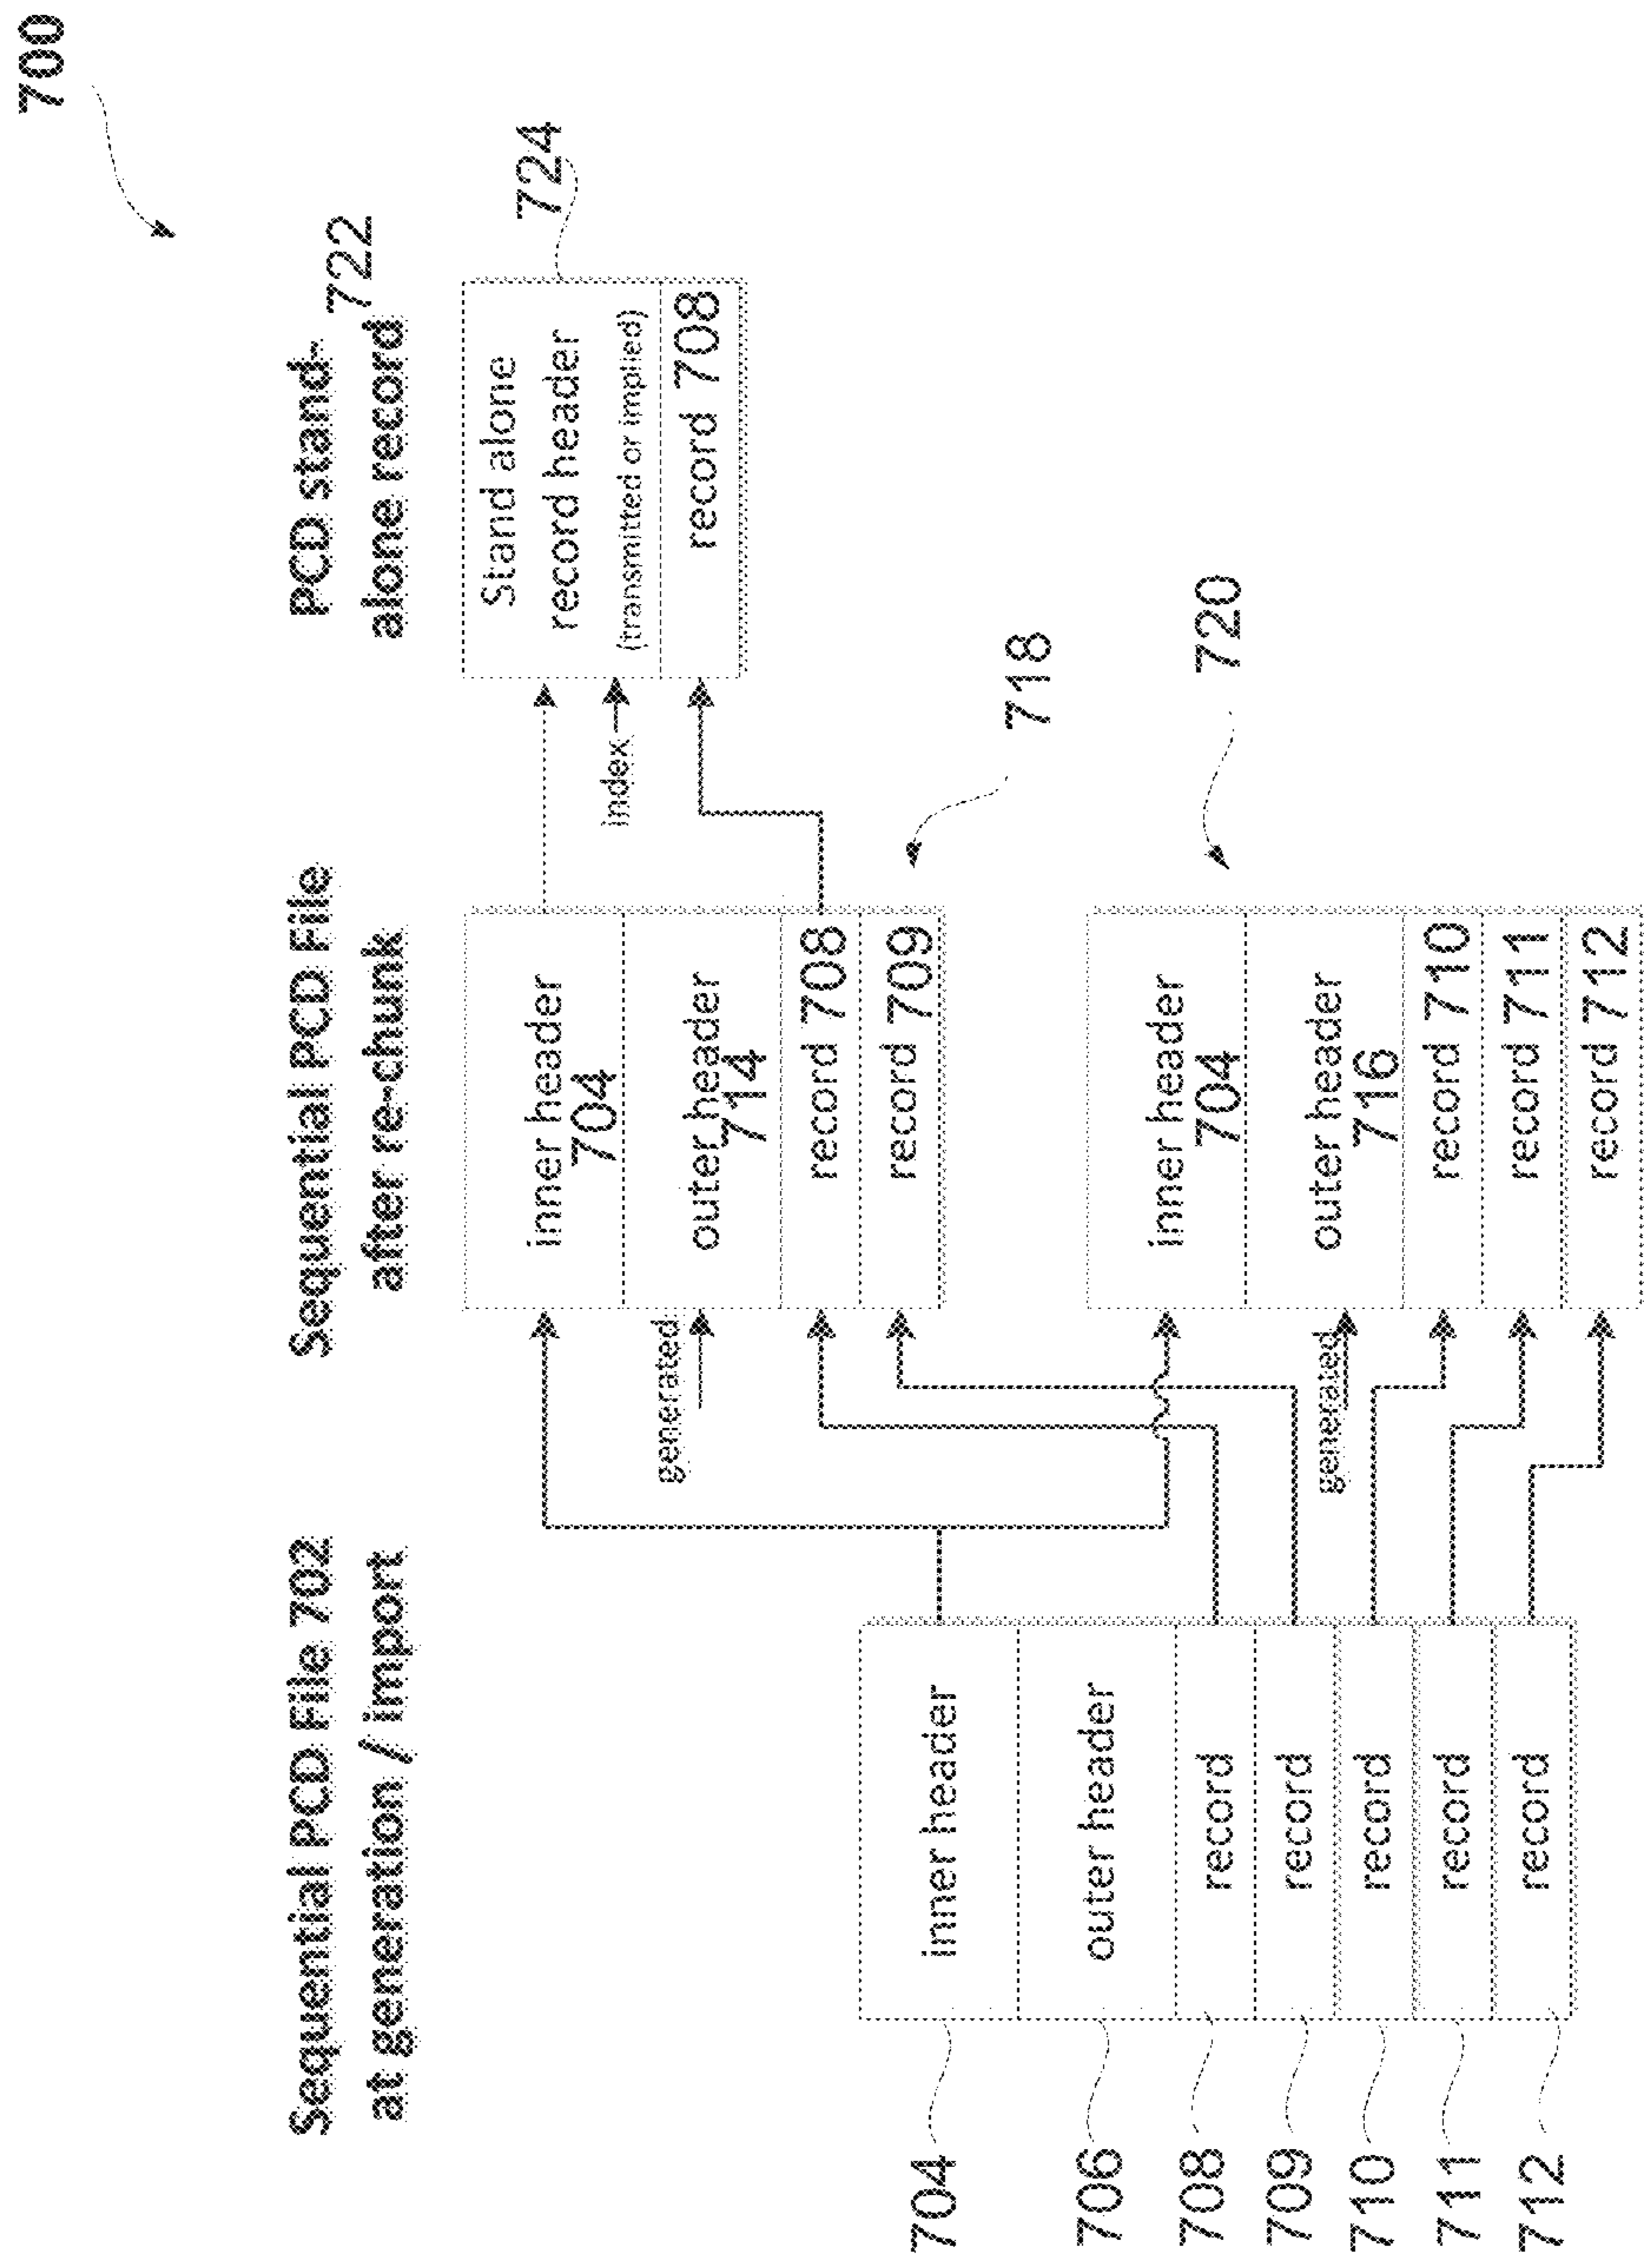 700
Sequential PCD File 702
at generation / import
704
inner header
706
outer header
708
record
709
record
710
record
711
record
712
record
Sequential PCD File
after re-chunk
inner header
704
generated
outer header
714
record 708
record 709
718
inner header
704
generated
outer header
716
record 710
record 711
record 712
720
PCD stand-
alone record
722
Stand alone
record header
(transmitted or implied)
index
record 708
724